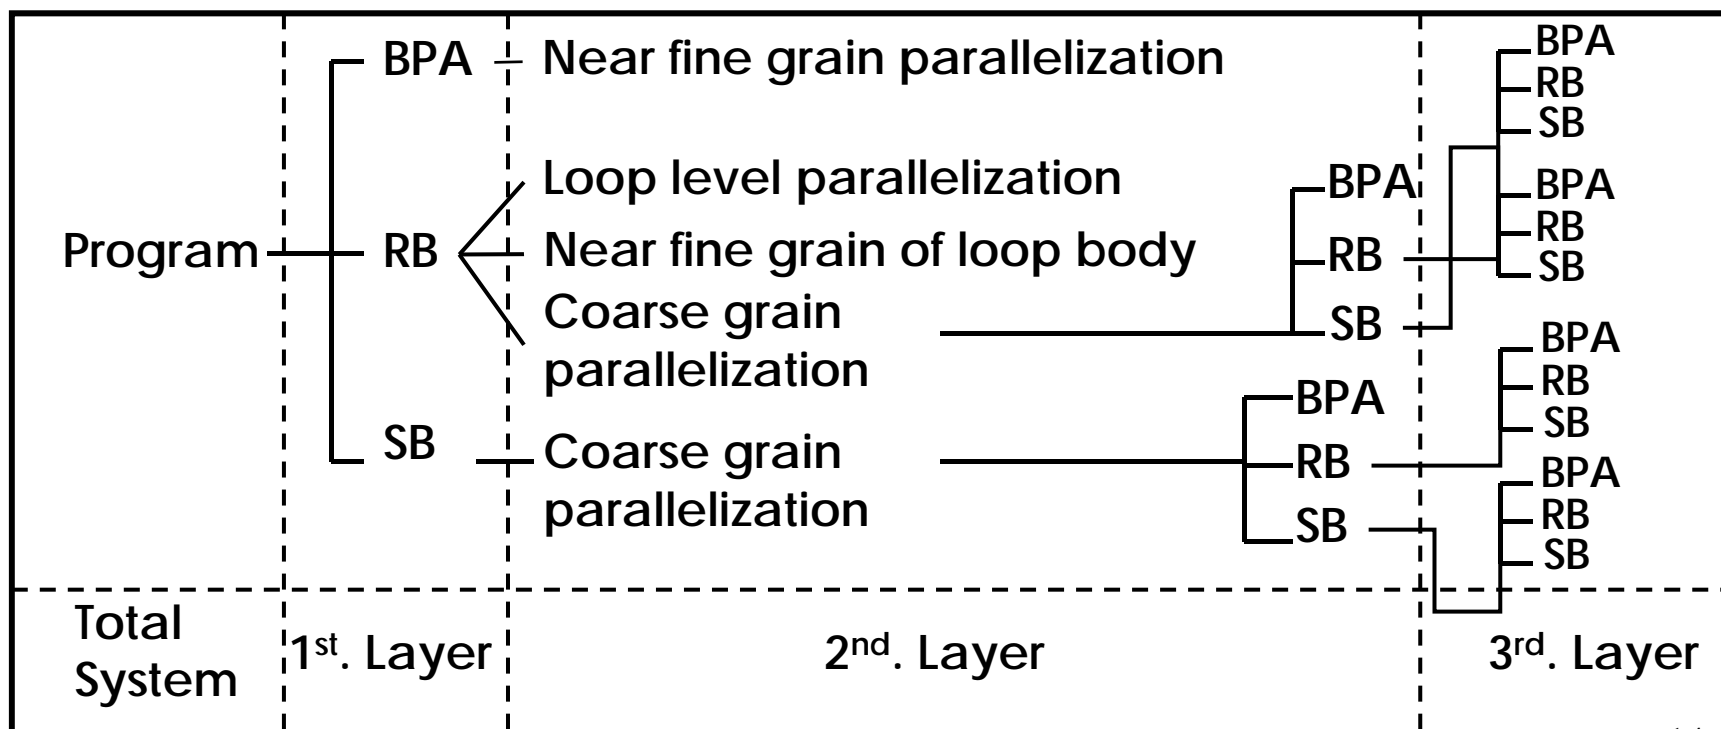 BPA
Near fine grain parallelization
BPA
RB
SB
Loop level parallelization
BPA
BPA
Program
RB
Near fine grain of loop body
RB
RB
SB
Coarse grain
parallelization
SB
BPA
RB
SB
BPA
SB
Coarse grain
parallelization
RB
SB
BPA
RB
SB
Total
System
1st. Layer
2nd. Layer
3rd. Layer